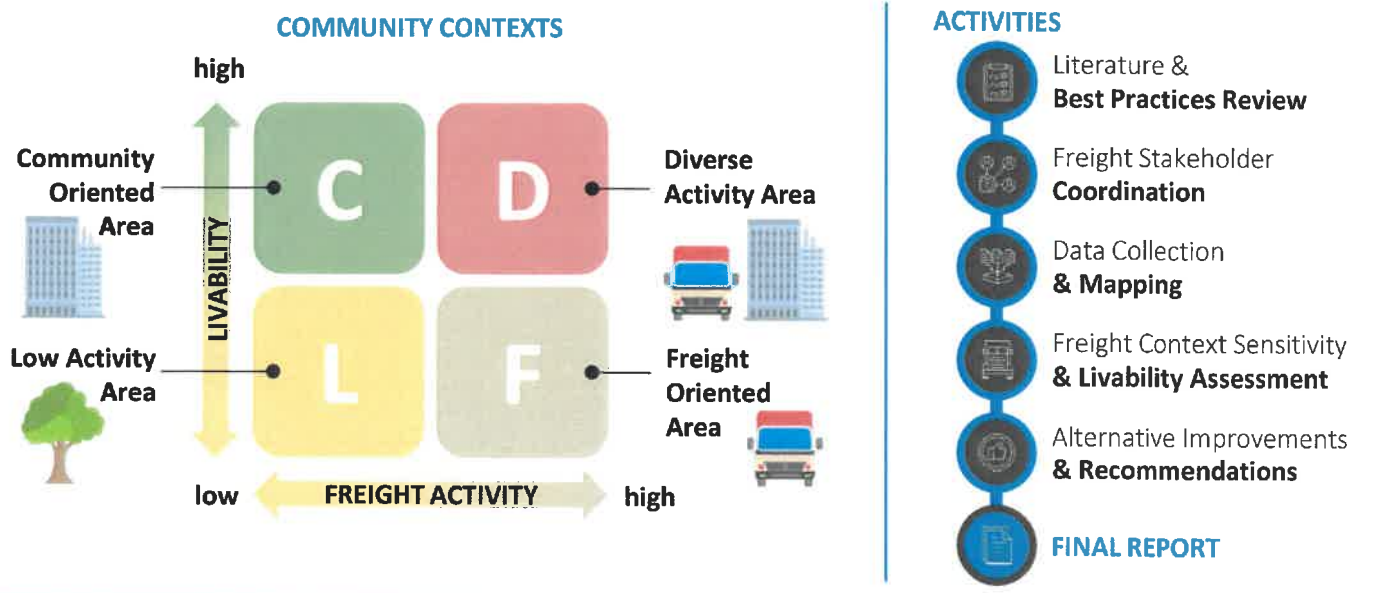 COMMUNITY CONTEXTS
high
Community
Oriented
Area
C
D
Diverse
Activity Area
LIVABILITY
Low Activity
Area
L
F
Freight
Oriented
Area
low
FREIGHT ACTIVITY
high
ACTIVITIES
Literature &
Best Practices Review
Freight Stakeholder
Coordination
Data Collection
& Mapping
Freight Context Sensitivity
& Livability Assessment
Alternative Improvements
& Recommendations
FINAL REPORT